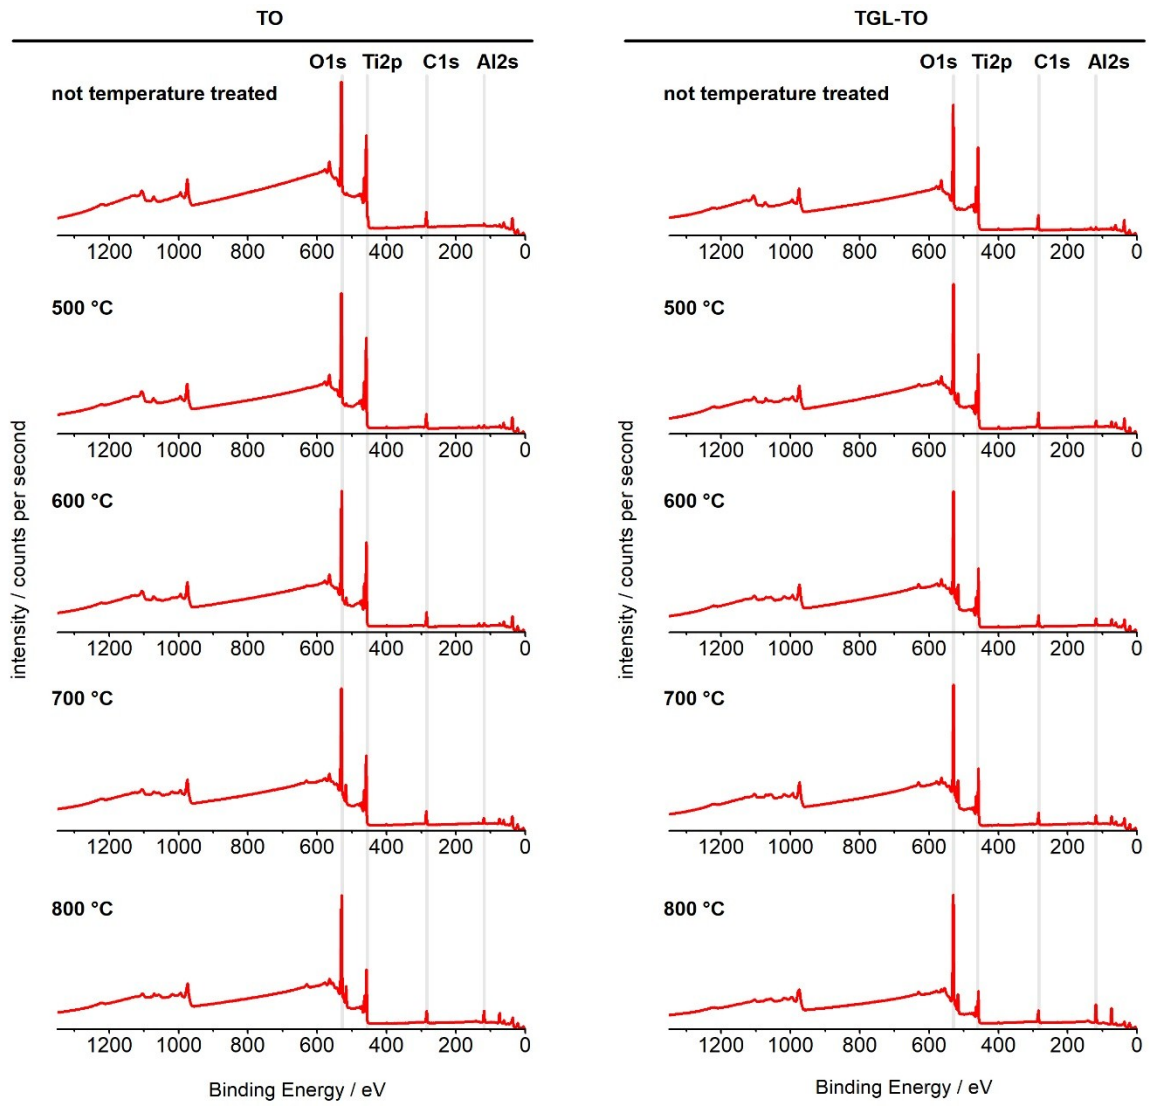 TO
TGL-TO
O1s Ti2p C1s Al2s
O1s Ti2p C1s Al2s
not temperature treated
not temperature treated
1200 1000 800 600 400 200 0
1200 1000 800 600 400 200 0
500 °C
500 °C
1200 1000 800 600 400 200 0
1200 1000 800 600 400 200 0
intensity / counts per second
intensity / counts per second
600 °C
600 °C
1200 1000 800 600 400 200 0
1200 1000 800 600 400 200 0
700 °C
700 °C
1200 1000 800 600 400 200 0
1200 1000 800 600 400 200 0
800 °C
800 °C
1200 1000 800 600 400 200 0
1200 1000 800 600 400 200 0
Binding Energy / eV
Binding Energy / eV